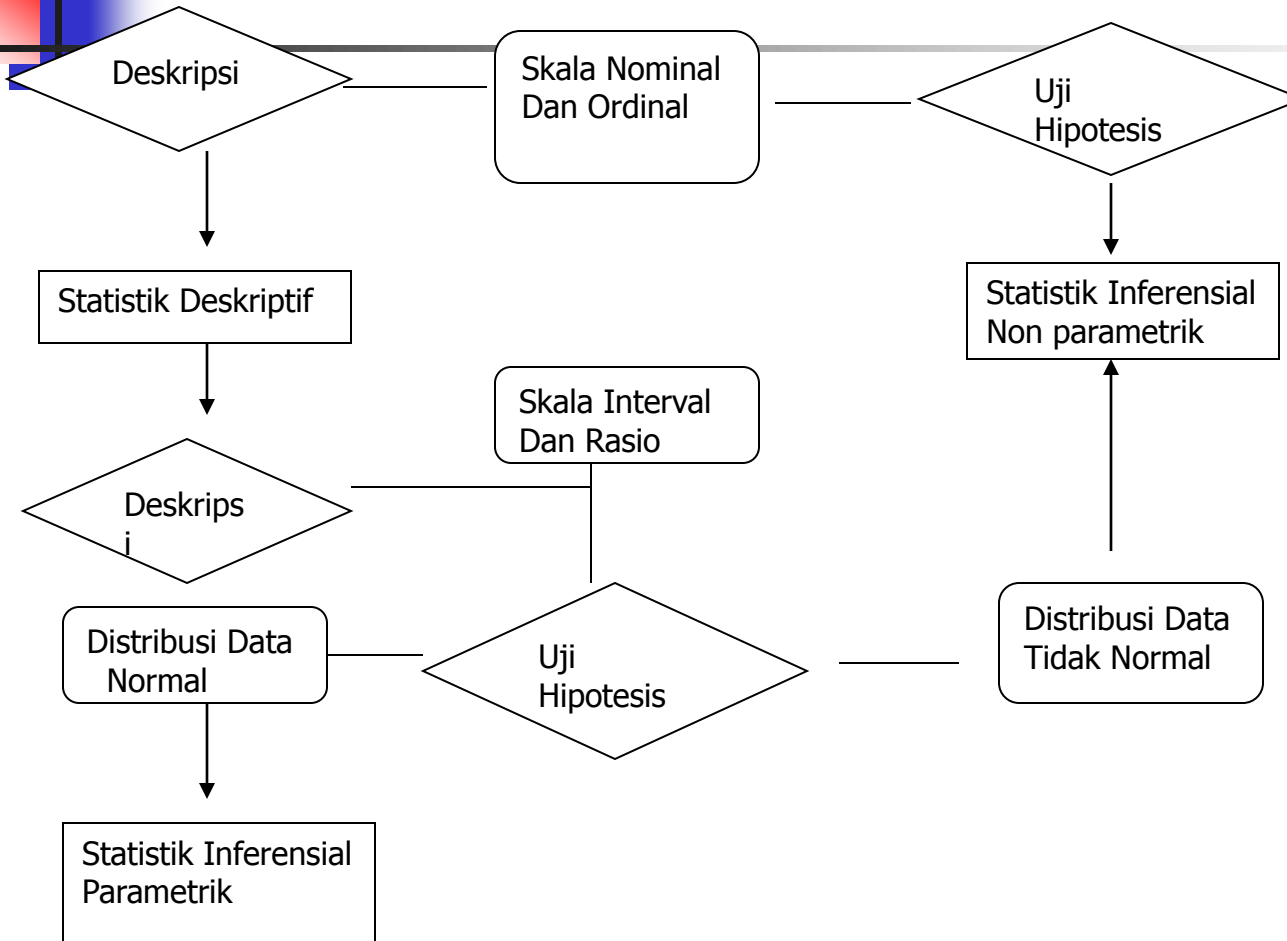 Deskripsi
Skala Nominal
Dan Ordinal
Uji
Hipotesis
Statistik Deskriptif
Statistik Inferensial
Non parametrik
Skala Interval
Dan Rasio
Deskrips
i
Distribusi Data
Normal
Uji
Hipotesis
Distribusi Data
Tidak Normal
Statistik Inferensial
Parametrik